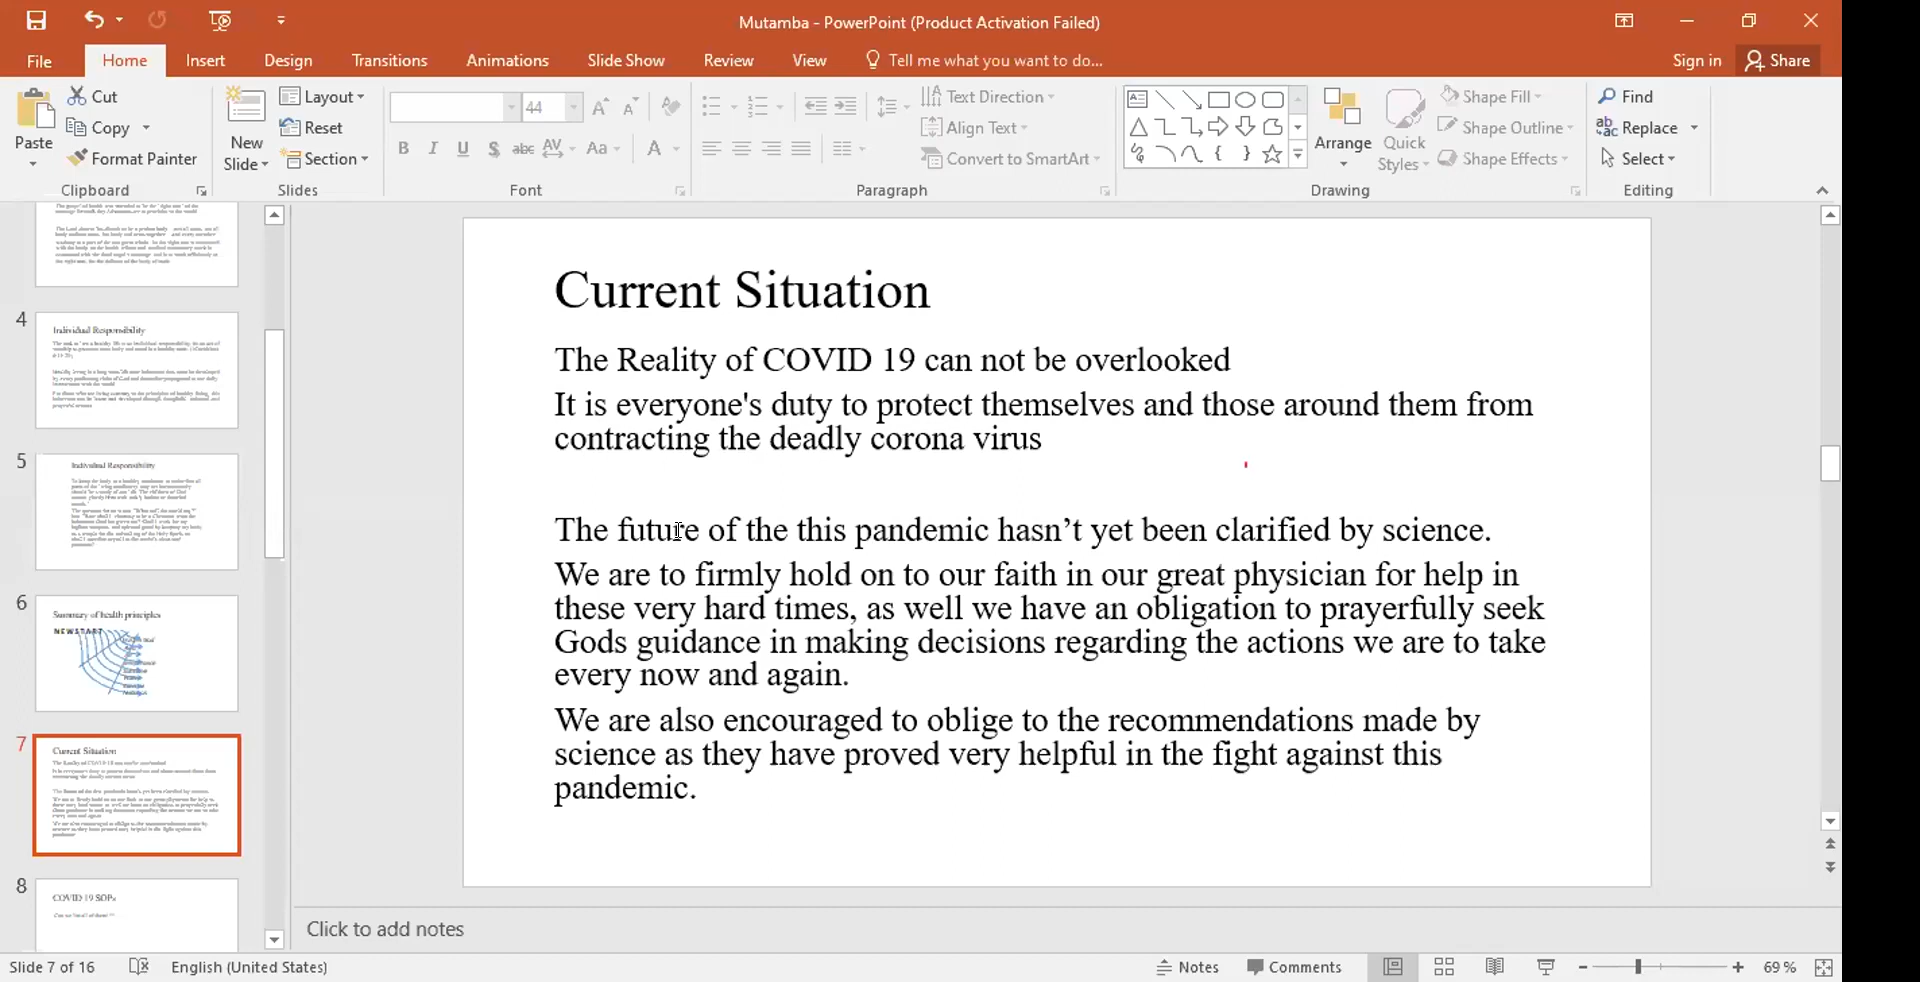 Mutamba - PowerPoint (Product Activation Failed)
File Home Insert Design Transitions Animations Slide Show Review View Tell me what you want to do... Sign in Share
Paste
Cut
Copy
Format Painter
Clipboard
New
Slide
Layout
Reset
Section
Slides
44
B I U S abc AV Aa A
Font
Text Direction
Align Text
Convert to SmartArt
Paragraph
Arrange
Quick
Styles
Shape Fill
Shape Outline
Shape Effects
Drawing
Find
Replace
Select
Editing
4
Individual Responsibility
5
Individual Responsibility
6
Summary of health principles
NEWSTART
7
Current Situation
8
COVID 19 SOPs
Current Situation
The Reality of COVID 19 can not be overlooked
It is everyone's duty to protect themselves and those around them from
contracting the deadly corona virus
The future of the this pandemic hasn’t yet been clarified by science.
We are to firmly hold on to our faith in our great physician for help in
these very hard times, as well we have an obligation to prayerfully seek
Gods guidance in making decisions regarding the actions we are to take
every now and again.
We are also encouraged to oblige to the recommendations made by
science as they have proved very helpful in the fight against this
pandemic.
Click to add notes
Slide 7 of 16 English (United States) Notes Comments 69 %